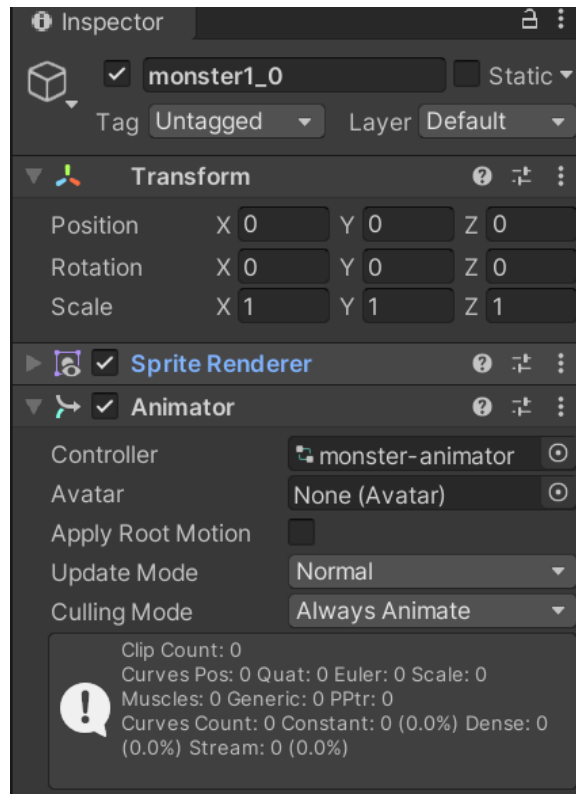 Inspector
monster1_0 Static
Tag Untagged Layer Default
Transform
Position X 0 Y 0 Z 0
Rotation X 0 Y 0 Z 0
Scale X 1 Y 1 Z 1
Sprite Renderer
Animator
Controller monster-animator
Avatar None (Avatar)
Apply Root Motion
Update Mode Normal
Culling Mode Always Animate
Clip Count: 0
Curves Pos: 0 Quat: 0 Euler: 0 Scale: 0
Muscles: 0 Generic: 0 PPtr: 0
Curves Count: 0 Constant: 0 (0.0%) Dense: 0
(0.0%) Stream: 0 (0.0%)